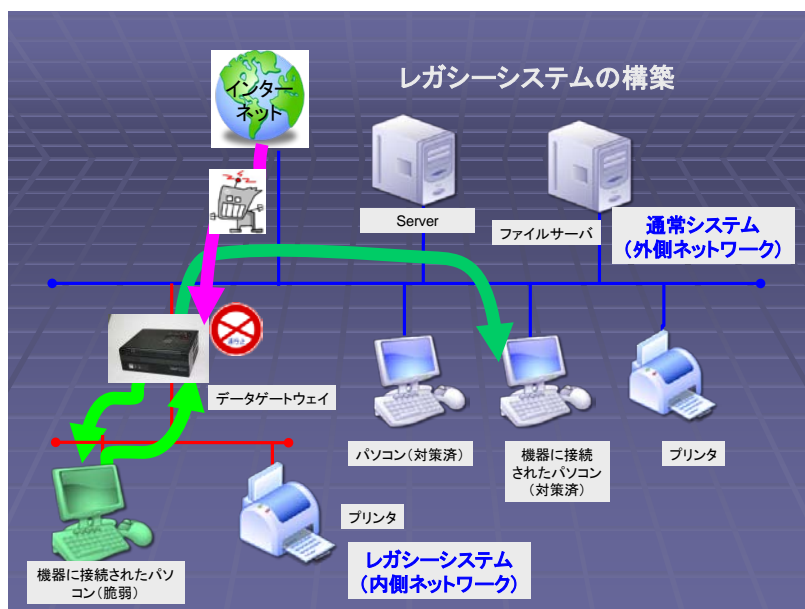 レガシーシステムの構築
インター
ネット
Server
ファイルサーバ
通常システム
(外側ネットワーク)
データゲートウェイ
パソコン(対策済)
機器に接続
されたパソコン
(対策済)
プリンタ
プリンタ
レガシーシステム
(内側ネットワーク)
機器に接続されたパソ
コン(脆弱)